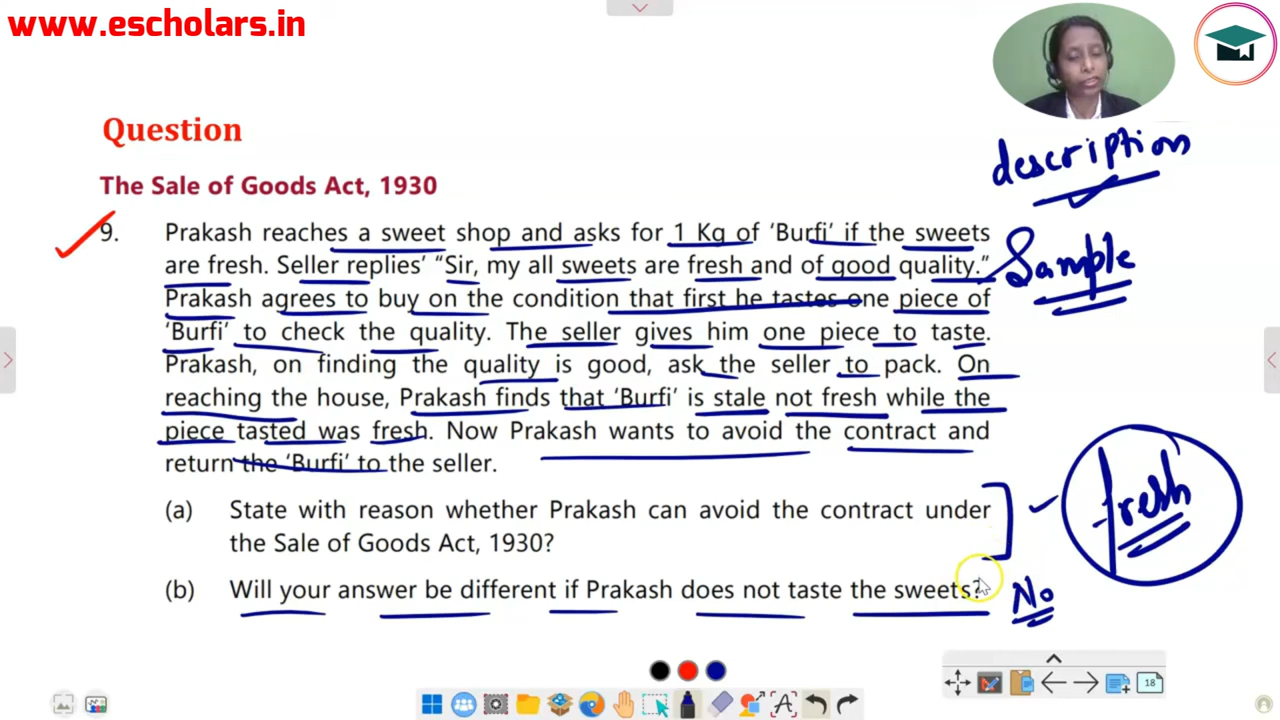 www.escholars.in
Question
description
The Sale of Goods Act, 1930
9. Prakash reaches a sweet shop and asks for 1 Kg of ‘Burfi’ if the sweets
are fresh. Seller replies’ “Sir, my all sweets are fresh and of good quality.”
Sample
Prakash agrees to buy on the condition that first he tastes one piece of
‘Burfi’ to check the quality. The seller gives him one piece to taste.
Prakash, on finding the quality is good, ask the seller to pack. On
reaching the house, Prakash finds that ‘Burfi’ is stale not fresh while the
piece tasted was fresh. Now Prakash wants to avoid the contract and
return the ‘Burfi’ to the seller.
(a) State with reason whether Prakash can avoid the contract under
the Sale of Goods Act, 1930?
fresh
(b) Will your answer be different if Prakash does not taste the sweets?
No
18